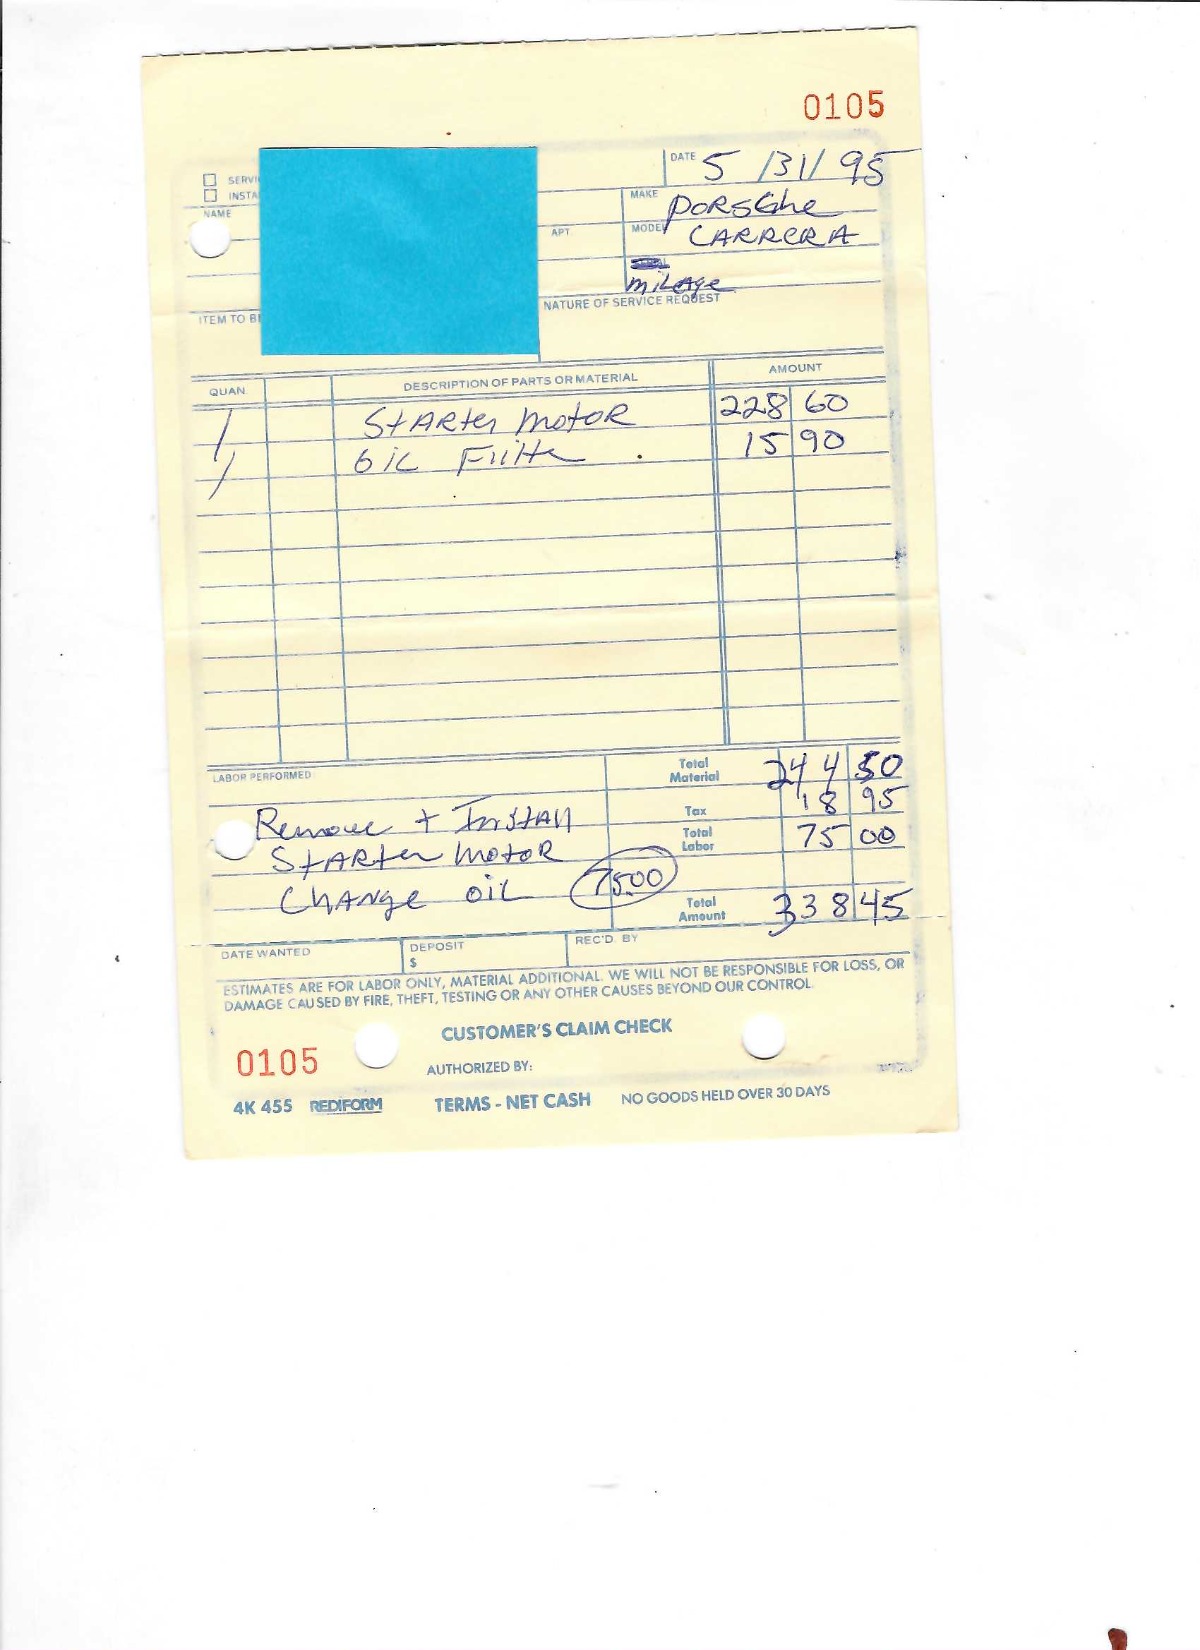 0105
DATE 5/31/95
SERVI
INSTA
MAKE PORSChe
NAME
APT.
MODEL CARRERA
mileage
NATURE OF SERVICE REQUEST
ITEM TO B
QUAN. DESCRIPTION OF PARTS OR MATERIAL AMOUNT
1 Starter motor 228 60
1 Oil 15 90
LABOR PERFORMED
Total Material 244 50
Tax 18 95
Remove + Install
Total Labor 75 00
Starter motor
Change oil 75.00
Total Amount 338 45
DATE WANTED DEPOSIT $ REC'D. BY
ESTIMATES ARE FOR LABOR ONLY, MATERIAL ADDITIONAL. WE WILL NOT BE RESPONSIBLE FOR LOSS, OR
DAMAGE CAUSED BY FIRE, THEFT, TESTING OR ANY OTHER CAUSES BEYOND OUR CONTROL.
CUSTOMER'S CLAIM CHECK
0105
AUTHORIZED BY:
4K 455 REDIFORM TERMS - NET CASH NO GOODS HELD OVER 30 DAYS